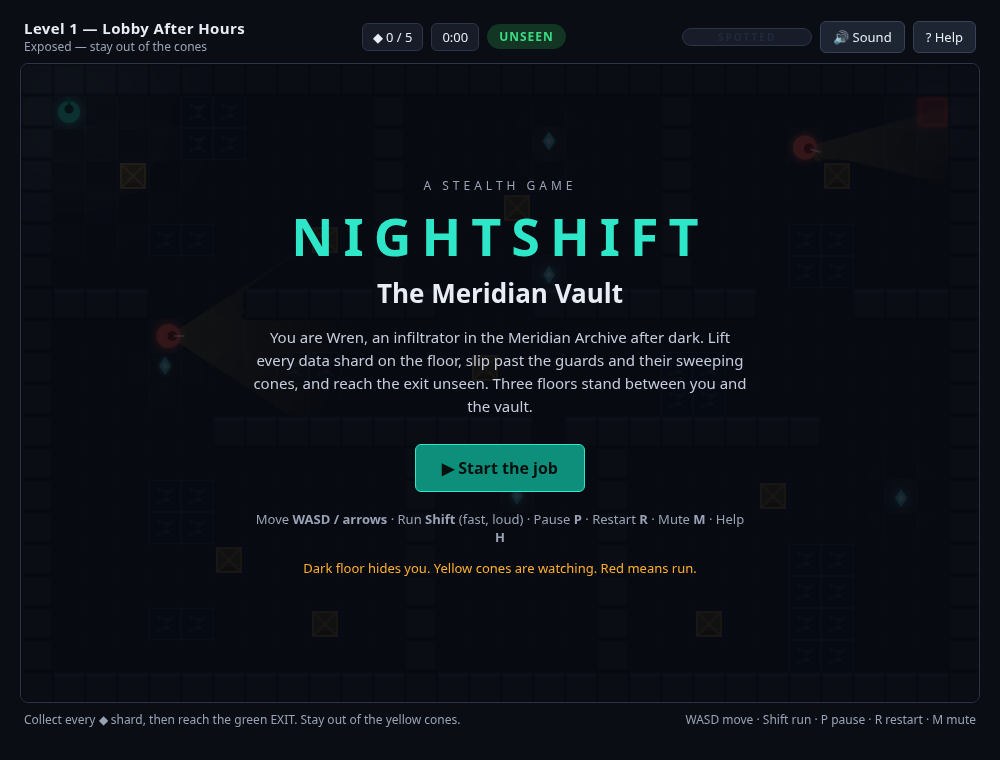 Level 1 — Lobby After Hours
Exposed — stay out of the cones
◆ 0 / 5
0:00
UNSEEN
SPOTTED
🔊 Sound
? Help
A STEALTH GAME
NIGHTSHIFT
The Meridian Vault
You are Wren, an infiltrator in the Meridian Archive after dark. Lift
every data shard on the floor, slip past the guards and their sweeping
cones, and reach the exit unseen. Three floors stand between you and
the vault.
▶ Start the job
Move WASD / arrows · Run Shift (fast, loud) · Pause P · Restart R · Mute M · Help
H
Dark floor hides you. Yellow cones are watching. Red means run.
Collect every ◆ shard, then reach the green EXIT. Stay out of the yellow cones.
WASD move · Shift run · P pause · R restart · M mute